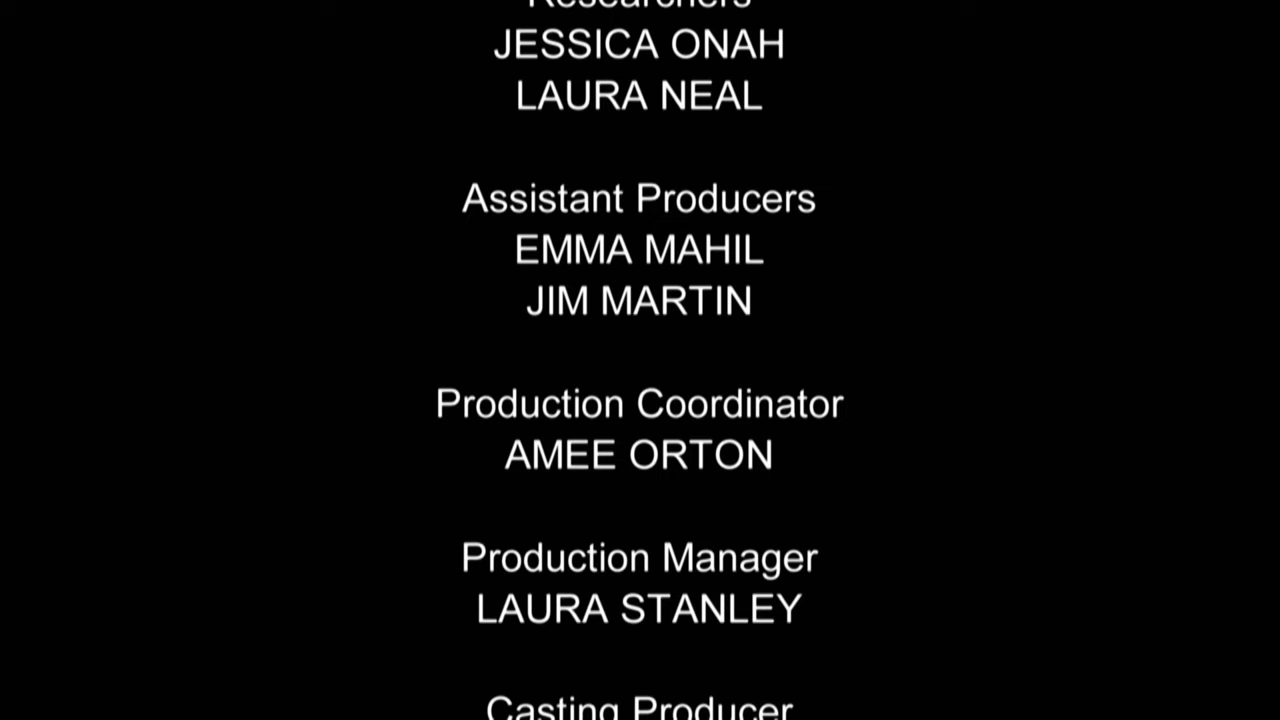 Researchers
JESSICA ONAH
LAURA NEAL
Assistant Producers
EMMA MAHIL
JIM MARTIN
Production Coordinator
AMEE ORTON
Production Manager
LAURA STANLEY
Casting Producer